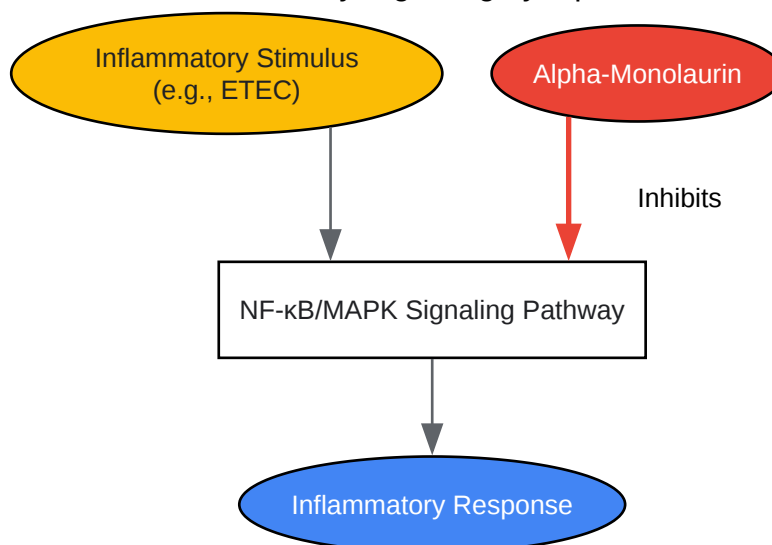 Inflammatory Stimulus
(e.g., ETEC)
Alpha-Monolaurin
Inhibits
NF-κB/MAPK Signaling Pathway
Inflammatory Response